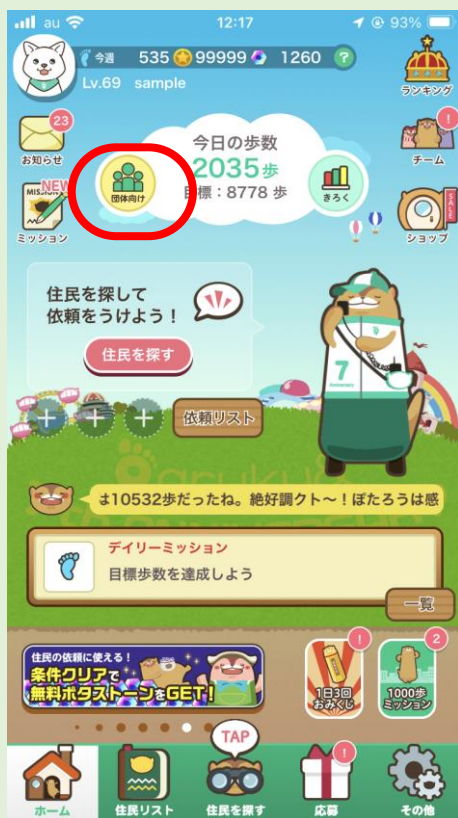 au 12:17 93%
今週 535 99999 1260 ?
Lv.69 sample
ランキング
23
お知らせ
今日の歩数
2035歩
目標：8778 歩
団体向け
きろく
!
チーム
NEW
MISSION
ミッション
SALE
ショップ
住民を探して
依頼をうけよう！
住民を探す
7
Anniversary
依頼リスト
は10532歩だったね。絶好調クト〜！ぽたろうは感
デイリーミッション
目標歩数を達成しよう
一覧
住民の依頼に使える！
条件クリアで
無料ポタストーンをGET!
!
1日3回
おみくじ
2
1000歩
ミッション
TAP
!
ホーム
住民リスト
住民を探す
応募
その他